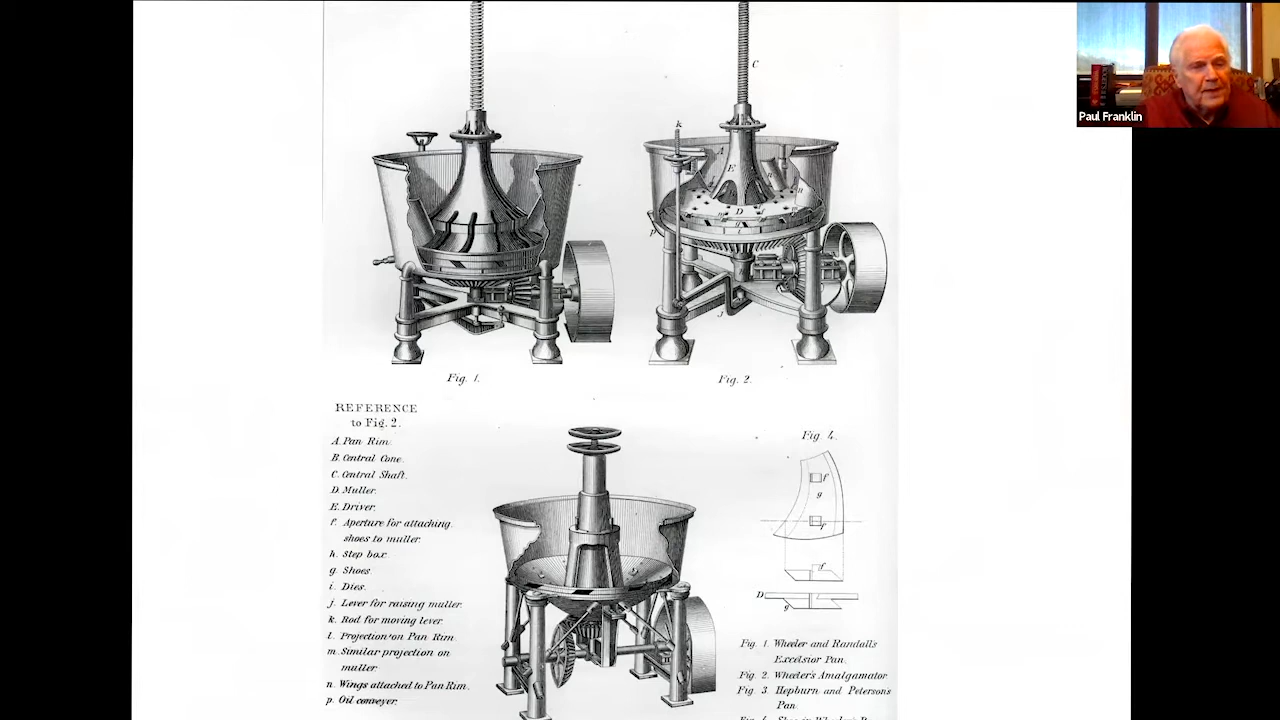 Paul Franklin
C
k
A
E
n
n
D
f
i
p
J
Fig. 1.
Fig. 2.
REFERENCE
to Fig. 2.
A. Pan Rim.
B. Central Cone.
C. Central Shaft.
D. Muller.
E. Driver.
f. Aperture for attaching
shoes to muller.
h. Step box.
g. Shoes.
i. Dies.
j. Lever for raising muller.
k. Rod for moving lever.
l. Projection on Pan Rim.
m. Similar projection on
muller.
n. Wings attached to Pan Rim.
p. Oil conveyer.
Fig. 4.
f
g
f
f
D
g
Fig. 1. Wheeler and Randall's
Excelsior Pan.
Fig. 2. Wheeler's Amalgamator.
Fig. 3. Hepburn and Peterson's
Pan.